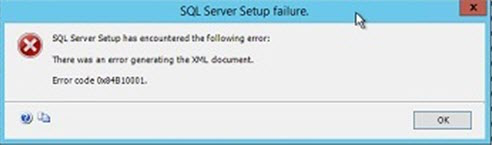 SQL Server Setup failure.
SQL Server Setup has encountered the following error:
There was an error generating the XML document.
Error code 0x84B10001.
OK